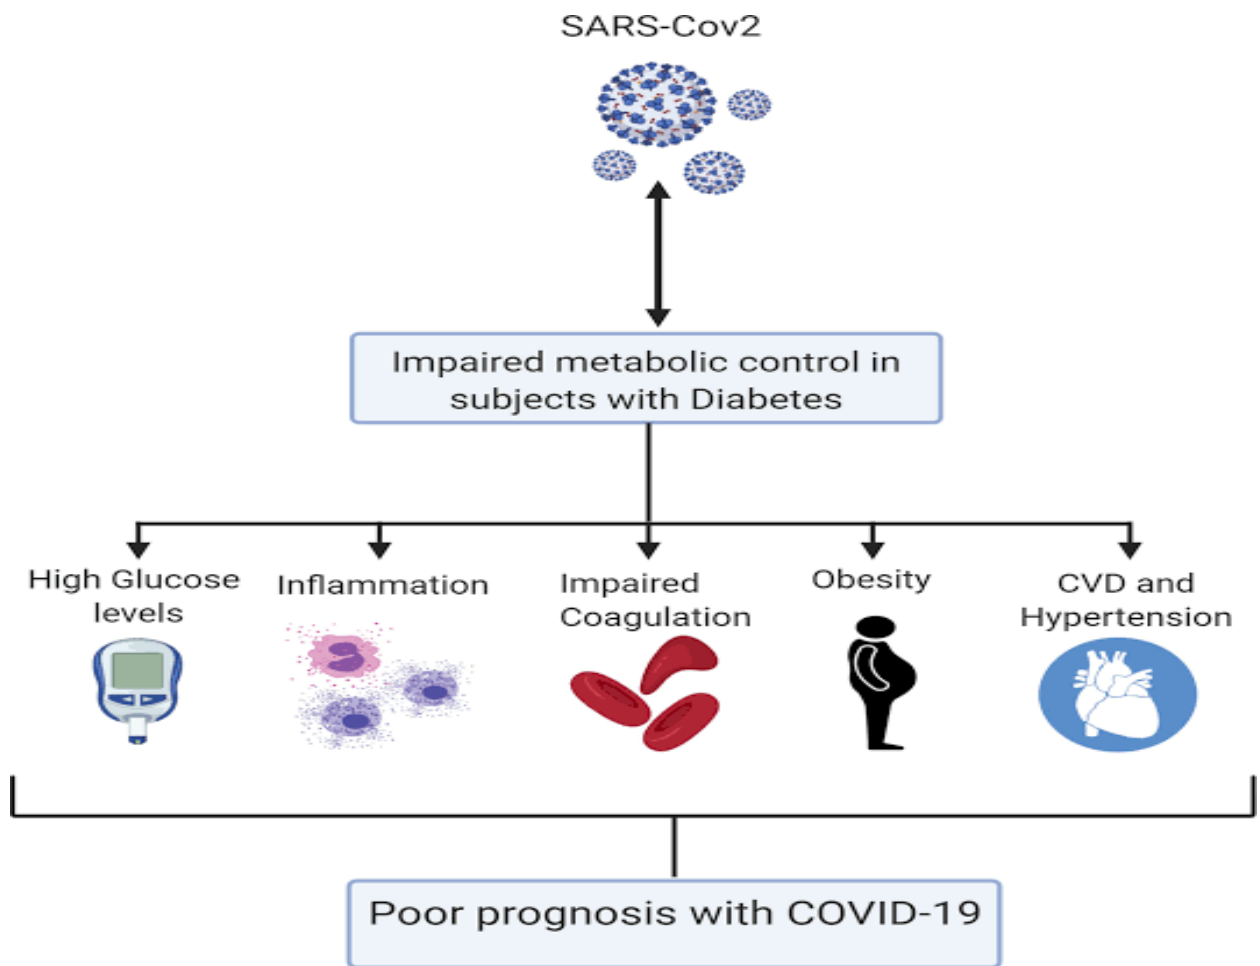 SARS-Cov2
Impaired metabolic control in
subjects with Diabetes
High Glucose
levels
Inflammation
Impaired
Coagulation
Obesity
CVD and
Hypertension
Poor prognosis with COVID-19